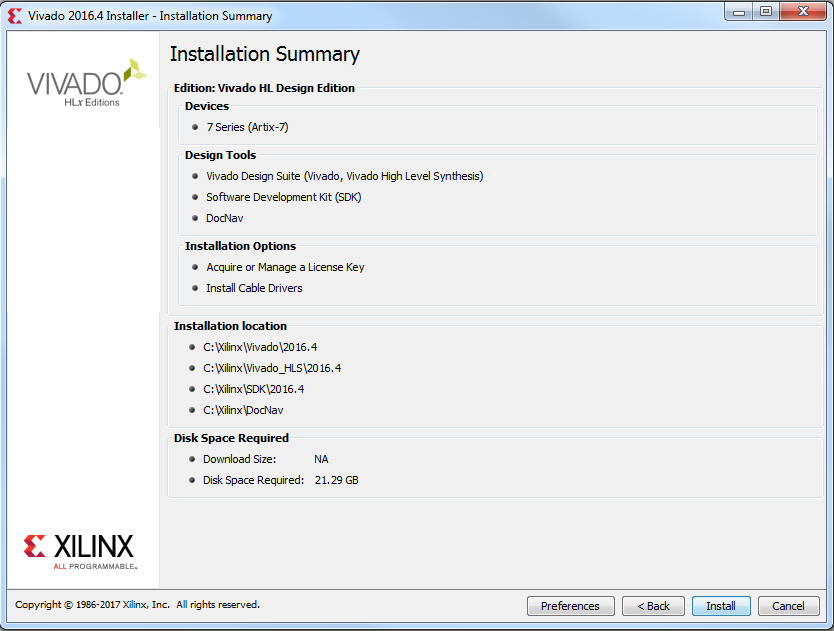 Vivado 2016.4 Installer - Installation Summary
VIVADO.
HLx Editions
Installation Summary
Edition: Vivado HL Design Edition
Devices
7 Series (Artix-7)
Design Tools
Vivado Design Suite (Vivado, Vivado High Level Synthesis)
Software Development Kit (SDK)
DocNav
Installation Options
Acquire or Manage a License Key
Install Cable Drivers
Installation location
C:\Xilinx\Vivado\2016.4
C:\Xilinx\Vivado_HLS\2016.4
C:\Xilinx\SDK\2016.4
C:\Xilinx\DocNav
Disk Space Required
Download Size: NA
Disk Space Required: 21.29 GB
XILINX
ALL PROGRAMMABLE™
Copyright © 1986-2017 Xilinx, Inc. All rights reserved.
Preferences < Back Install Cancel